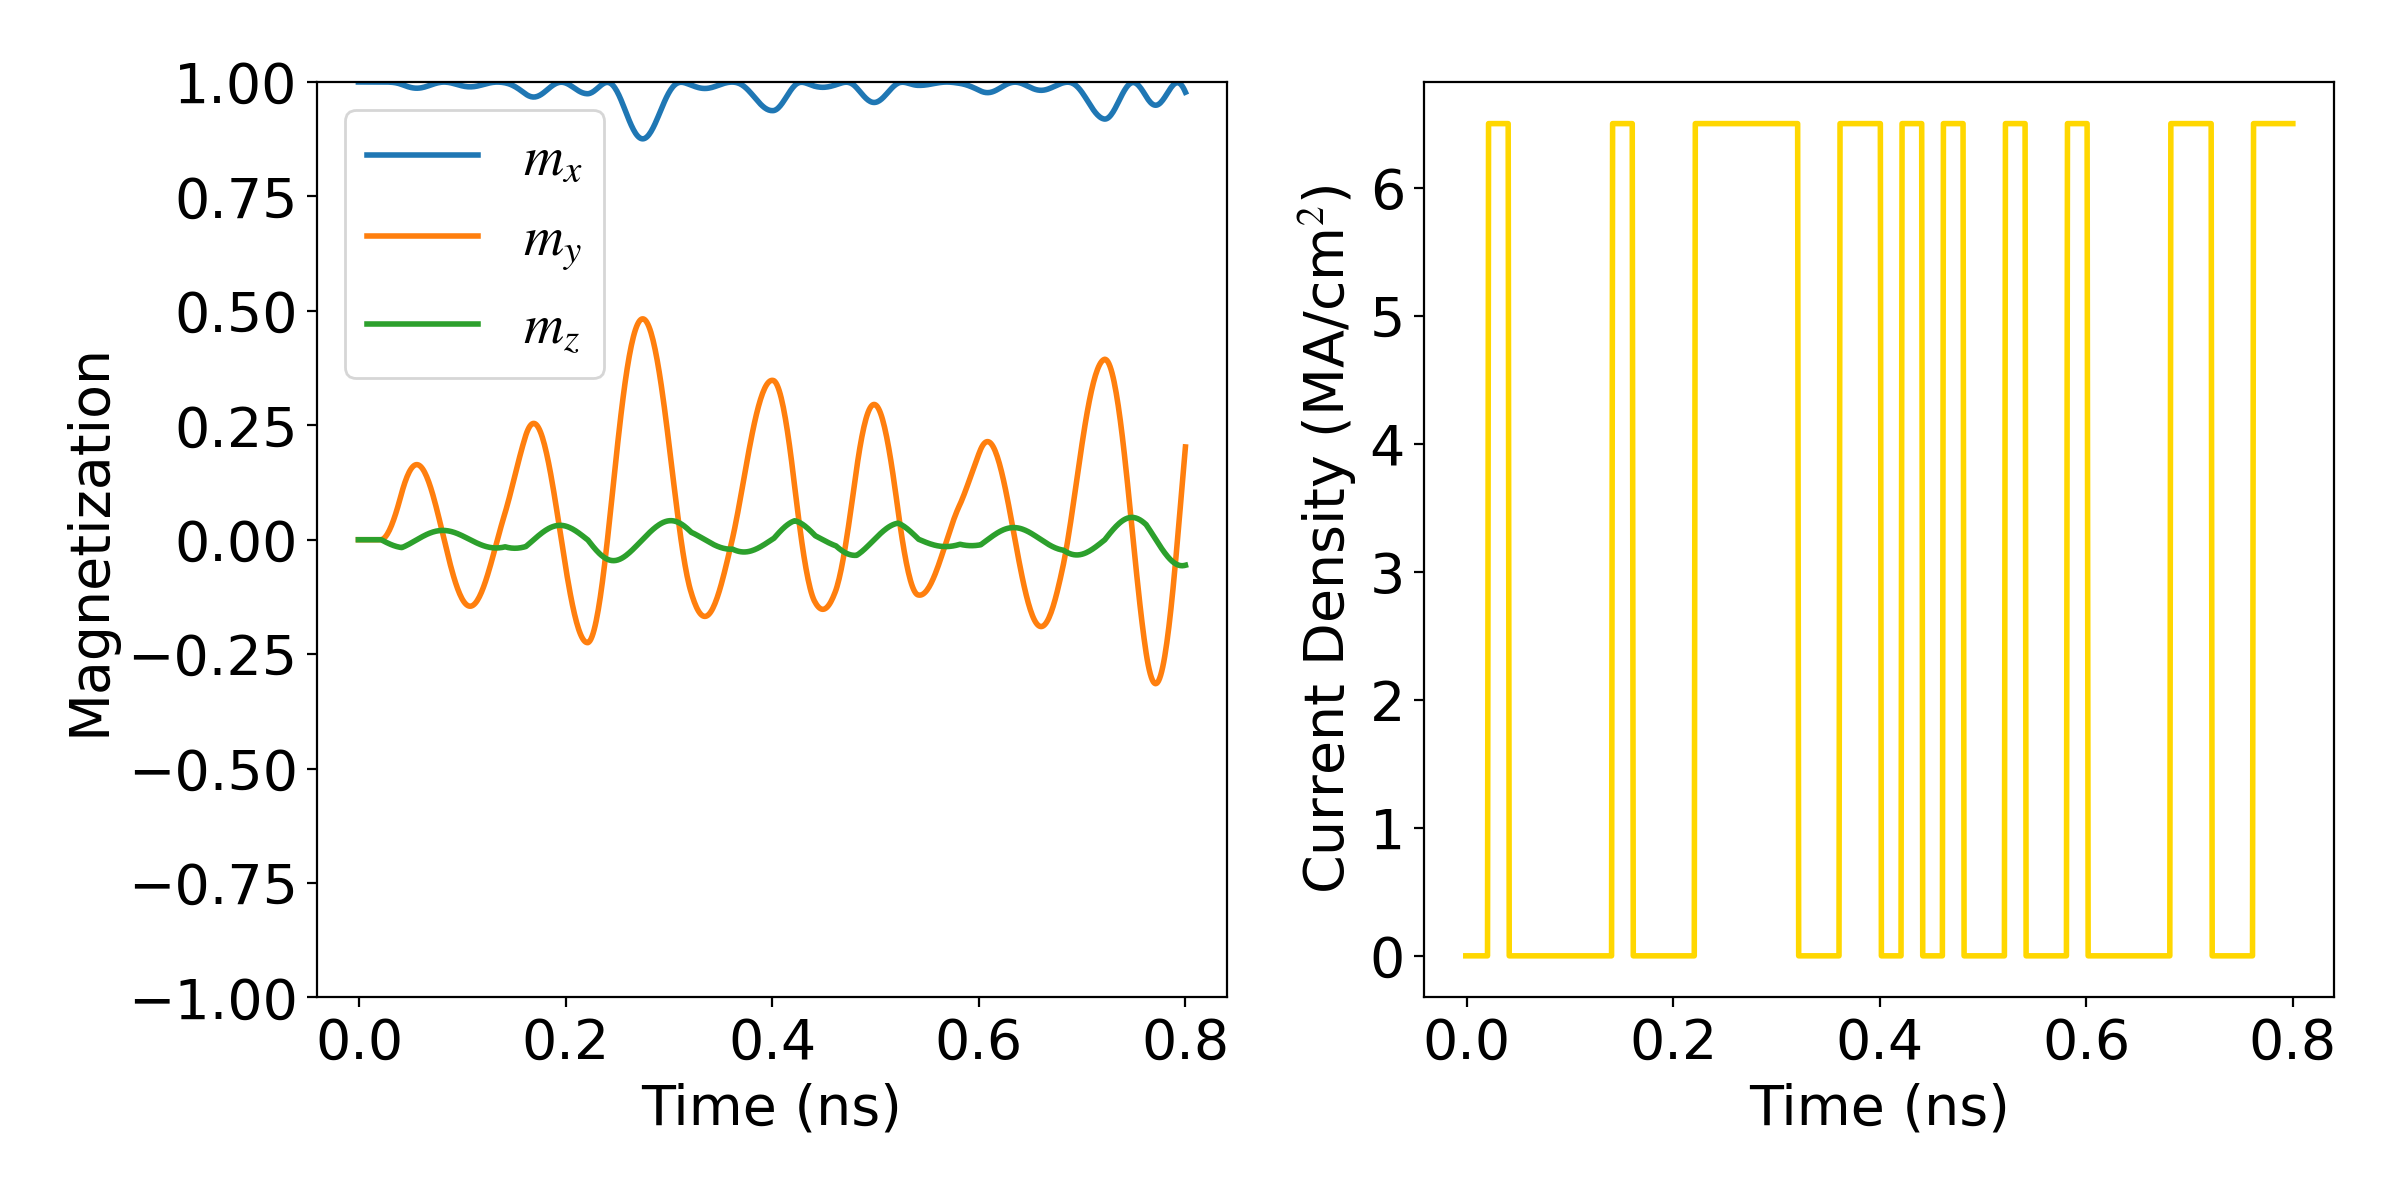 1.00
0.75
0.50
0.25
0.00
−0.25
−0.50
−0.75
−1.00
Magnetization
m_x
m_y
m_z
0.0 0.2 0.4 0.6 0.8
Time (ns)
6
5
4
3
2
1
0
Current Density (MA/cm²)
0.0 0.2 0.4 0.6 0.8
Time (ns)